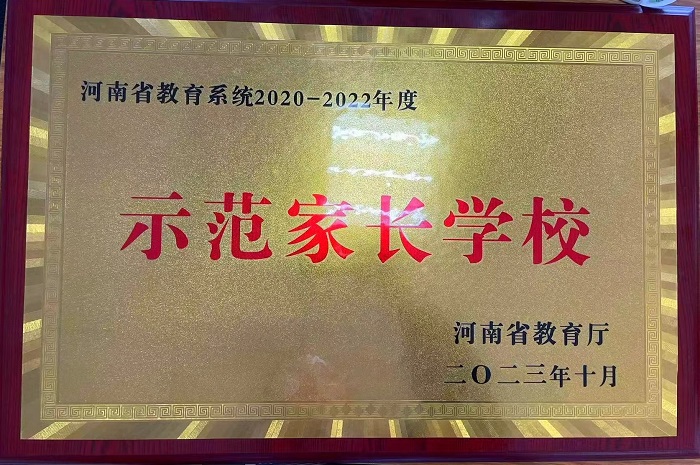 河南省教育系统2020-2022年度
示范家长学校
河南省教育厅
二〇二三年十月